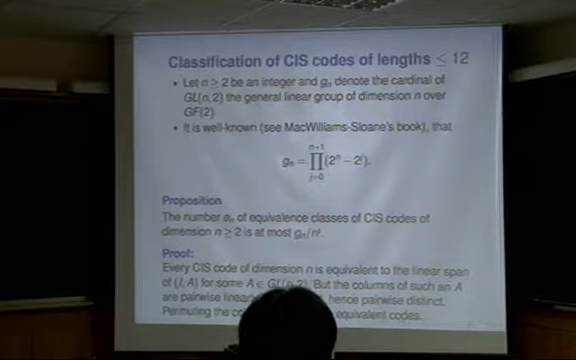 Classification of CIS codes of lengths ≤ 12
• Let n ≥ 2 be an integer and gₙ denote the cardinal of
GL(n, 2) the general linear group of dimension n over
GF(2).
• It is well-known (see MacWilliams-Sloane's book), that
gₙ = ∏_{j=0}^{n−1} (2ⁿ − 2ʲ).
Proposition
The number eₙ of equivalence classes of CIS codes of
dimension n ≥ 2 is at most gₙ/n!.
Proof:
Every CIS code of dimension n is equivalent to the linear span
of (I, A) for some A ∈ GL(n, 2). But the columns of such an A
are pairwise hence pairwise distinct.
Permuting the equivalent codes.